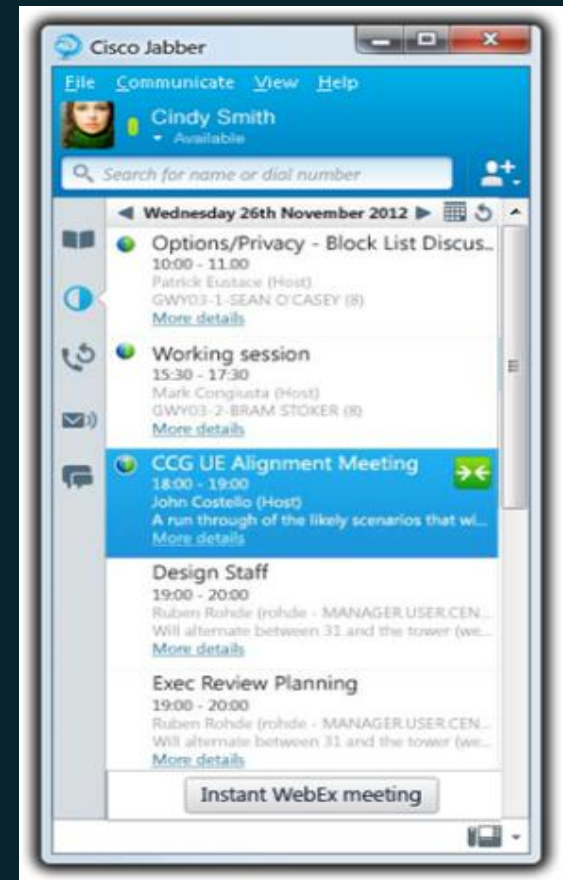 Cisco Jabber
File Communicate View Help
Cindy Smith
Available
Search for name or dial number
Wednesday 26th November 2012
Options/Privacy - Block List Discus..
10:00 - 11.00
Patrick Eustace (Host)
GWY03-1-SEAN O'CASEY (8)
More details
Working session
15:30 - 17:30
Mark Congiusta (Host)
GWY03-2-BRAM STOKER (8)
More details
CCG UE Alignment Meeting
18:00 - 19:00
John Costello (Host)
A run through of the likely scenarios that wi...
More details
Design Staff
19:00 - 20:00
Ruben Rohde (rohde - MANAGER.USER.CEN...
Will alternate between 31 and the tower (we...
More details
Exec Review Planning
19:00 - 20:00
Ruben Rohde (rohde - MANAGER.USER.CEN...
Will alternate between 31 and the tower (we...
More details
Instant WebEx meeting